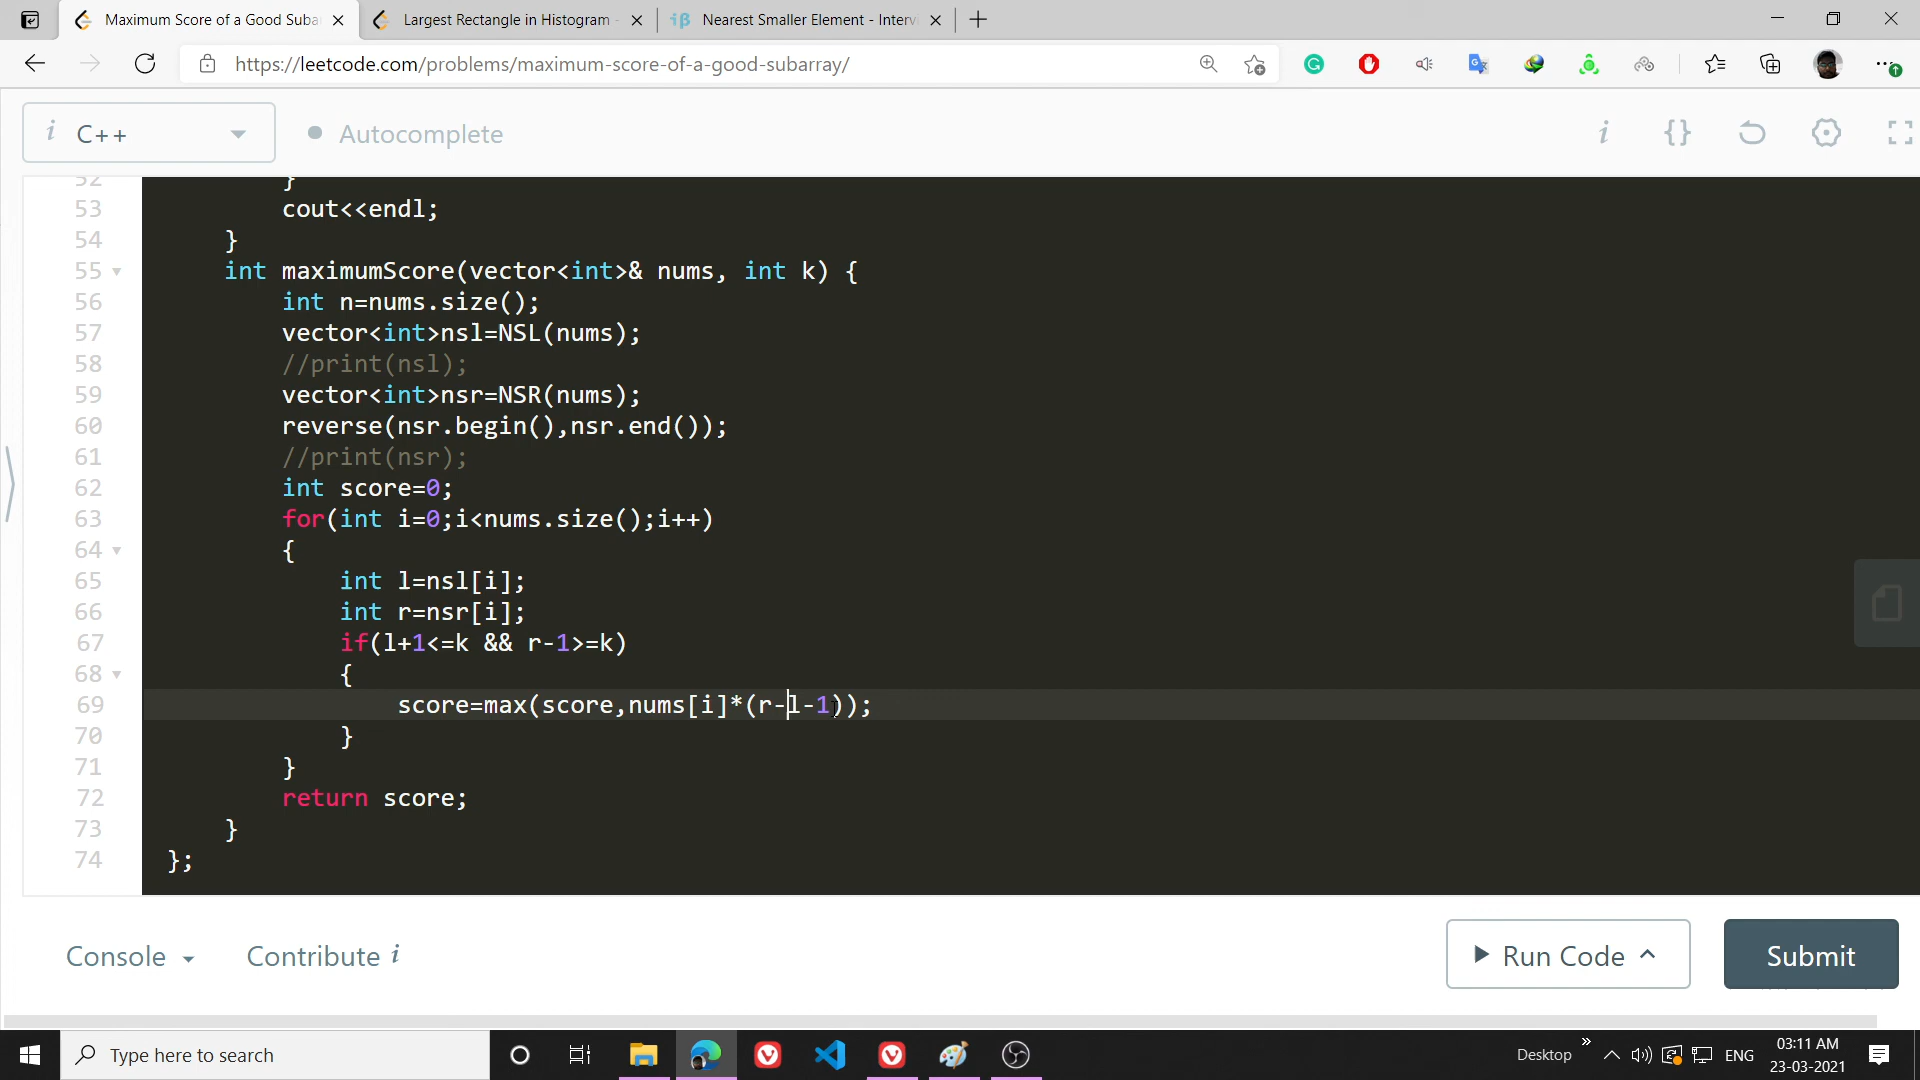 Maximum Score of a Good Suba
Largest Rectangle in Histogram -
Nearest Smaller Element - Interv
https://leetcode.com/problems/maximum-score-of-a-good-subarray/
i C++
Autocomplete
52 }
53 cout<<endl;
54 }
55 int maximumScore(vector<int>& nums, int k) {
56 int n=nums.size();
57 vector<int>nsl=NSL(nums);
58 //print(nsl);
59 vector<int>nsr=NSR(nums);
60 reverse(nsr.begin(),nsr.end());
61 //print(nsr);
62 int score=0;
63 for(int i=0;i<nums.size();i++)
64 {
65 int l=nsl[i];
66 int r=nsr[i];
67 if(l+1<=k && r-1>=k)
68 {
69 score=max(score,nums[i]*(r-l-1));
70 }
71 }
72 return score;
73 }
74 };
Console
Contribute i
Run Code
Submit
Type here to search
Desktop
ENG
03:11 AM
23-03-2021